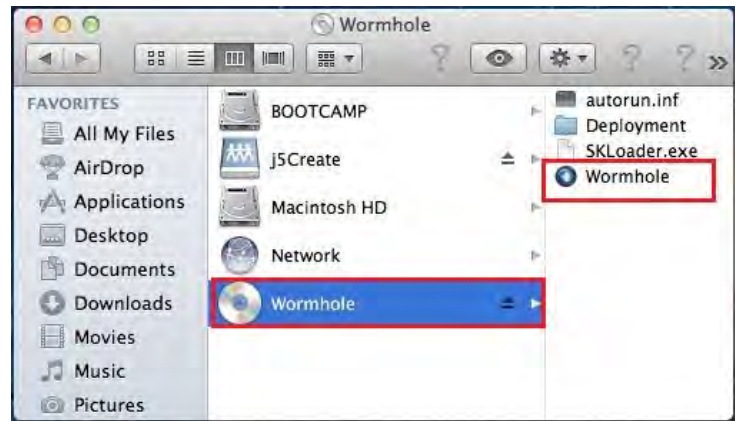 Wormhole
FAVORITES
All My Files
AirDrop
Applications
Desktop
Documents
Downloads
Movies
Music
Pictures
BOOTCAMP
j5Create
Macintosh HD
Network
Wormhole
autorun.inf
Deployment
SKLoader.exe
Wormhole